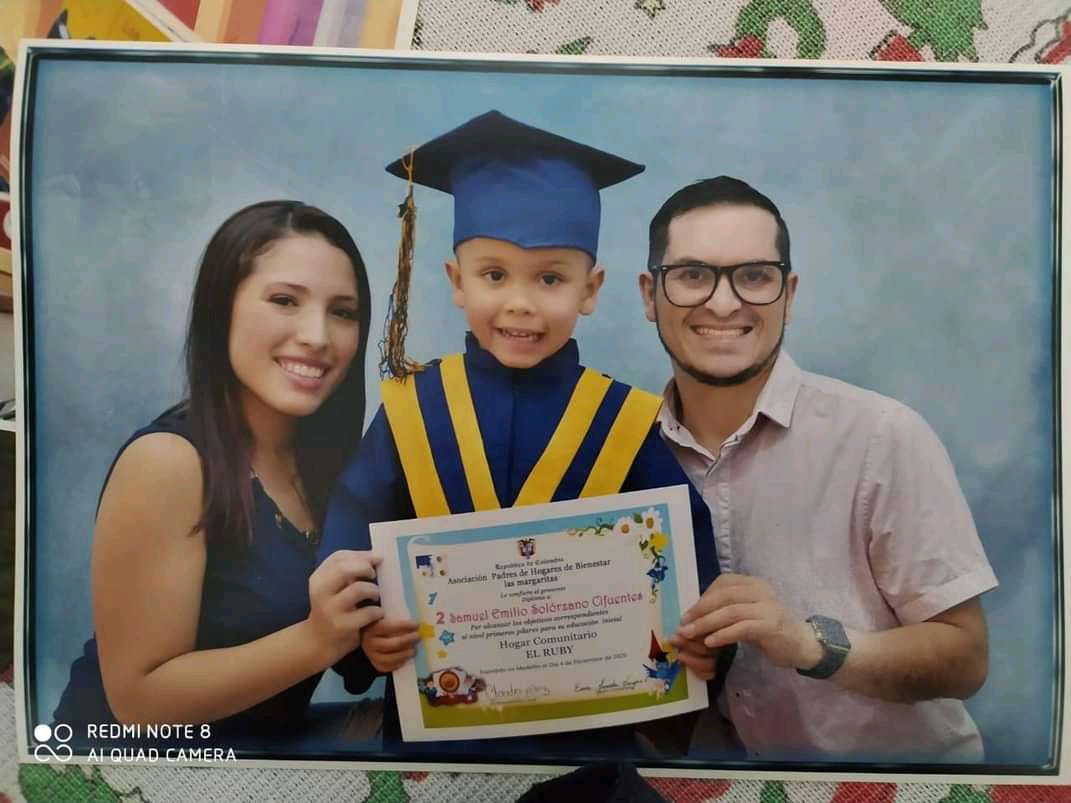 República de Colombia
Asociación Padres de Hogares de Bienestar
las margaritas
Le confiere el presente
Diploma a:
1
2 Samuel Emilio Solórzano Cifuentes
Por alcanzar los objetivos correspondientes
al nivel primeros pilares para su educación inicial
Hogar Comunitario
EL RUBY
Expedido en Medellín el Día 4 de Diciembre de 2020
REDMI NOTE 8
AI QUAD CAMERA